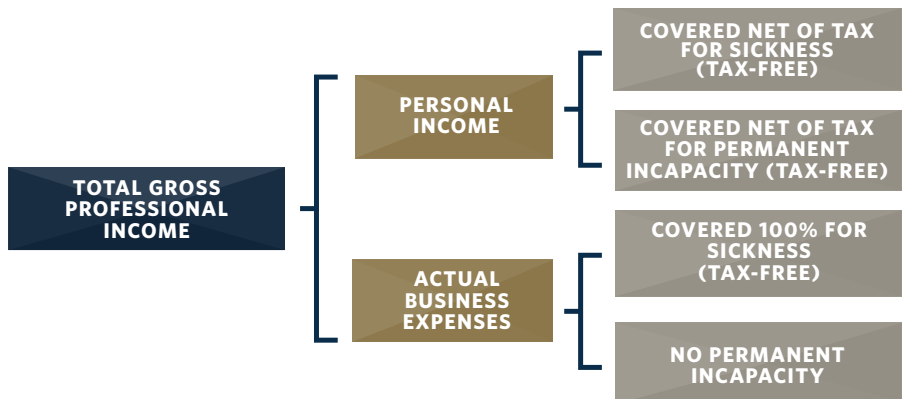 TOTAL GROSS
PROFESSIONAL
INCOME
PERSONAL
INCOME
COVERED NET OF TAX
FOR SICKNESS
(TAX-FREE)
COVERED NET OF TAX
FOR PERMANENT
INCAPACITY (TAX-FREE)
ACTUAL
BUSINESS
EXPENSES
COVERED 100% FOR
SICKNESS
(TAX-FREE)
NO PERMANENT
INCAPACITY